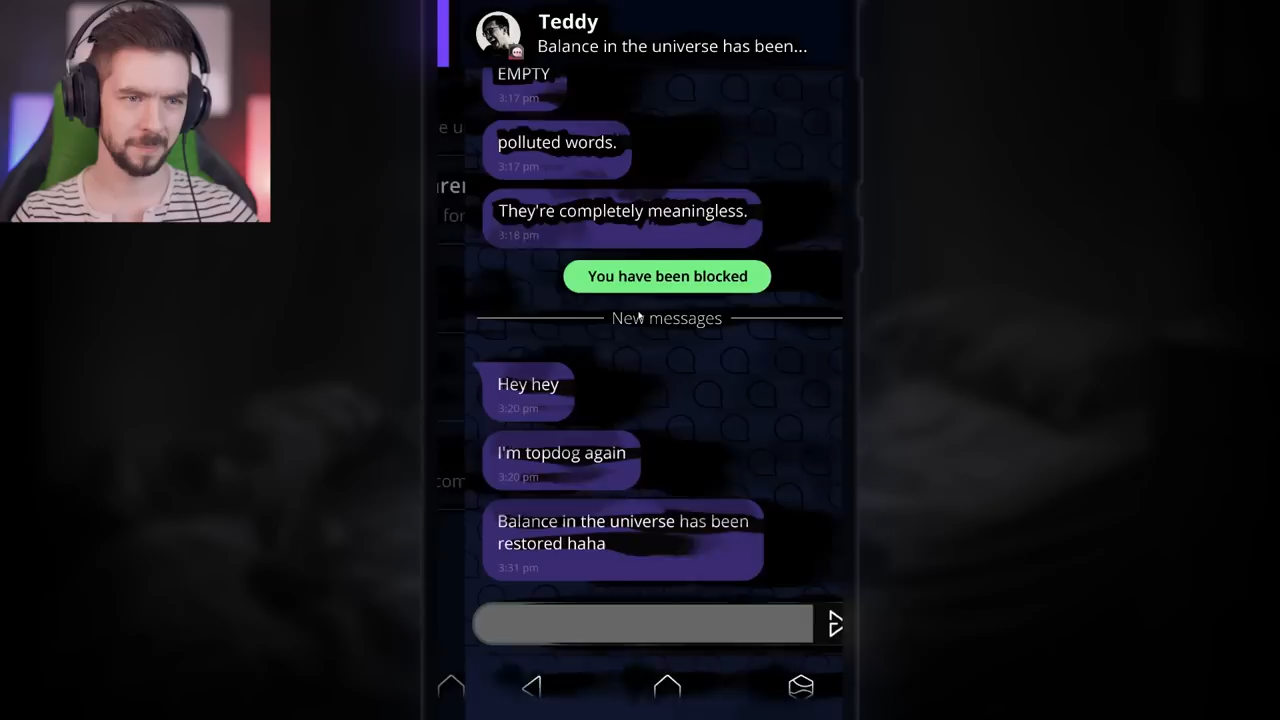 Teddy
Balance in the universe has been...
EMPTY
3:17 pm
e u
polluted words.
3:17 pm
for
They're completely meaningless.
3:18 pm
You have been blocked
New messages
Hey hey
3:20 pm
I'm topdog again
3:20 pm
com
Balance in the universe has been
restored haha
3:31 pm